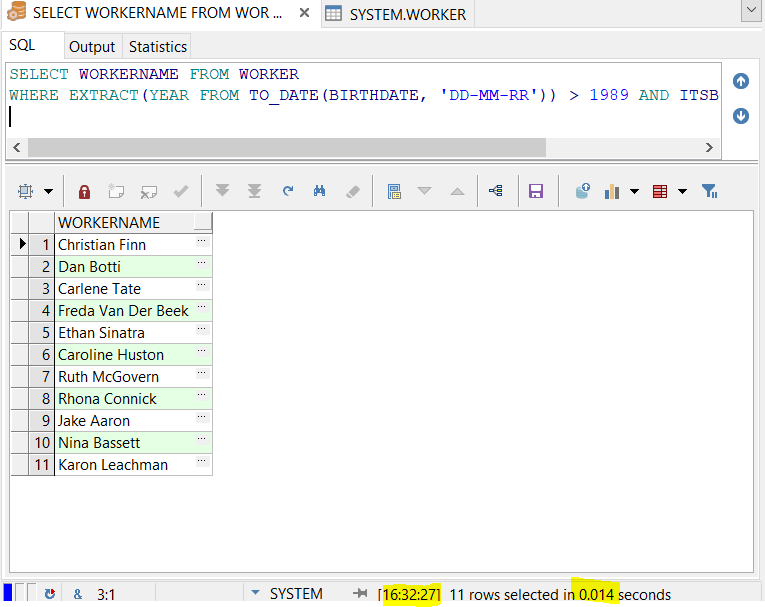 SELECT WORKERNAME FROM WOR ...
SYSTEM.WORKER
SQL
Output
Statistics
SELECT WORKERNAME FROM WORKER
WHERE EXTRACT(YEAR FROM TO_DATE(BIRTHDATE, 'DD-MM-RR')) > 1989 AND ITSB
WORKERNAME
1 Christian Finn ...
2 Dan Botti ...
3 Carlene Tate ...
4 Freda Van Der Beek ...
5 Ethan Sinatra ...
6 Caroline Huston ...
7 Ruth McGovern ...
8 Rhona Connick ...
9 Jake Aaron ...
10 Nina Bassett ...
11 Karon Leachman ...
& 3:1 SYSTEM [16:32:27] 11 rows selected in 0.014 seconds